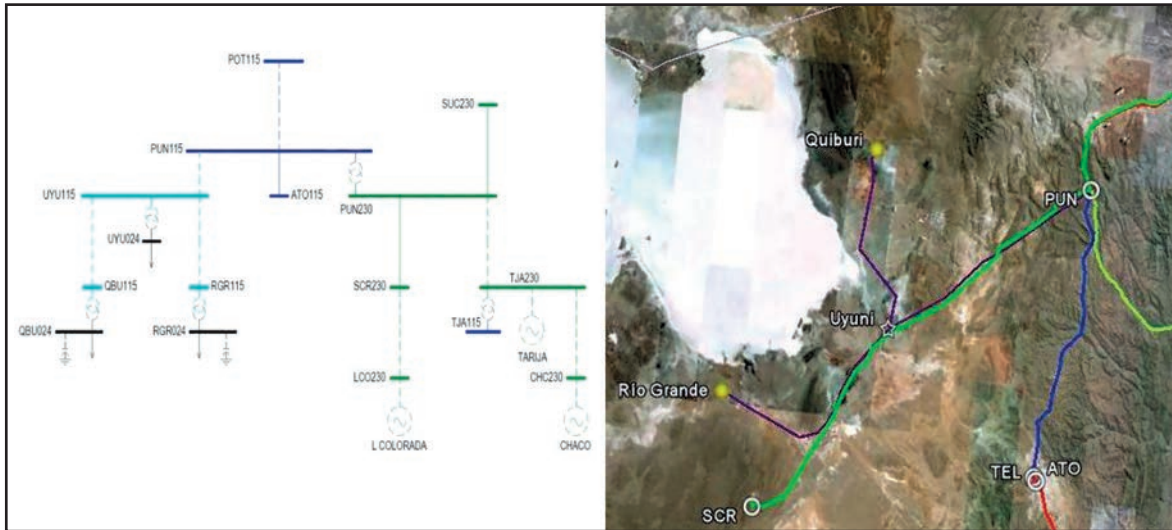 POT115
SUC230
PUN115
UYU115
ATO115
PUN230
UYU024
QBU115
RGR115
SCR230
TJA230
QBU024
RGR024
TJA115
TARIJA
LCO230
CHC230
L COLORADA
CHACO
Quiburi
PUN
Uyuni
Río Grande
TEL
ATO
SCR